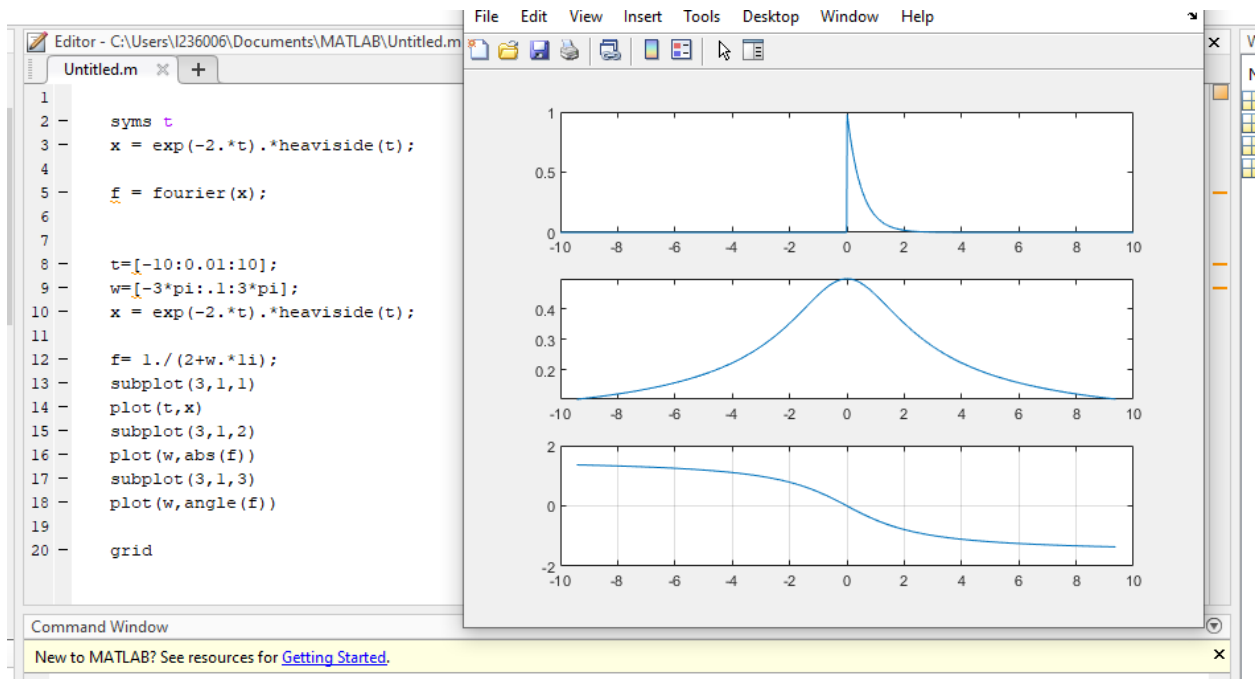 File Edit View Insert Tools Desktop Window Help
Editor - C:\Users\I236006\Documents\MATLAB\Untitled.m
Untitled.m
1
2 - syms t
3 - x = exp(-2.*t).*heaviside(t);
4
5 - f = fourier(x);
6
7
8 - t=[-10:0.01:10];
9 - w=[-3*pi:.1:3*pi];
10 - x = exp(-2.*t).*heaviside(t);
11
12 - f= 1./(2+w.*1i);
13 - subplot(3,1,1)
14 - plot(t,x)
15 - subplot(3,1,2)
16 - plot(w,abs(f))
17 - subplot(3,1,3)
18 - plot(w,angle(f))
19
20 - grid
1
0.5
0
-10 -8 -6 -4 -2 0 2 4 6 8 10
0.4
0.3
0.2
-10 -8 -6 -4 -2 0 2 4 6 8 10
2
0
-2
-10 -8 -6 -4 -2 0 2 4 6 8 10
Command Window
New to MATLAB? See resources for Getting Started.